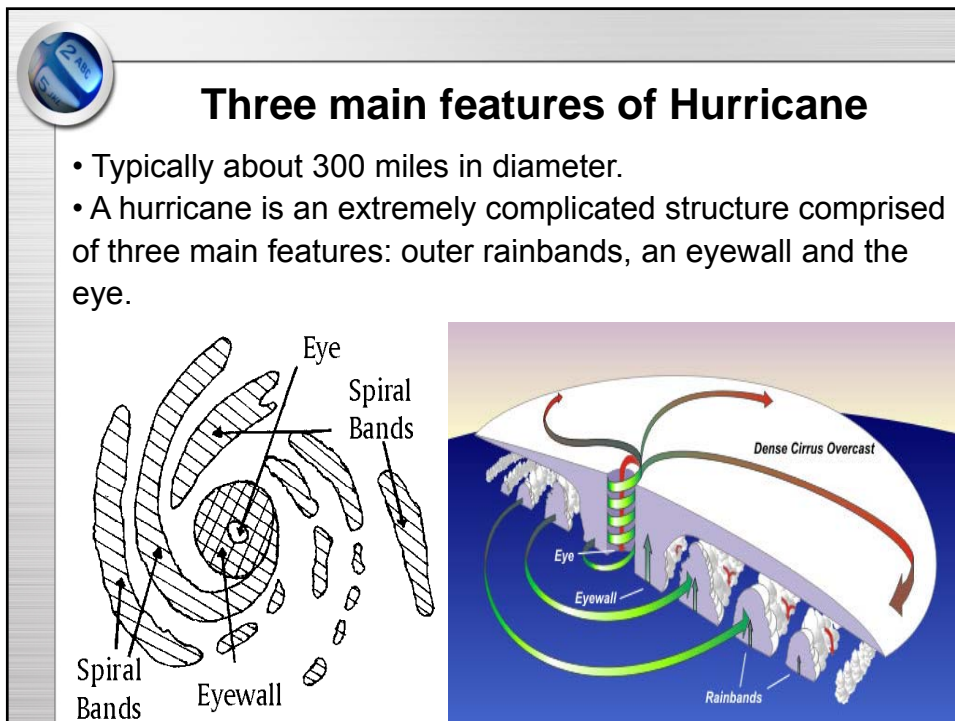 2 ABC
Three main features of Hurricane
• Typically about 300 miles in diameter.
• A hurricane is an extremely complicated structure comprised
of three main features: outer rainbands, an eyewall and the
eye.
Eye
Spiral
Bands
Spiral
Bands
Eyewall
Dense Cirrus Overcast
Eye
Eyewall
Rainbands